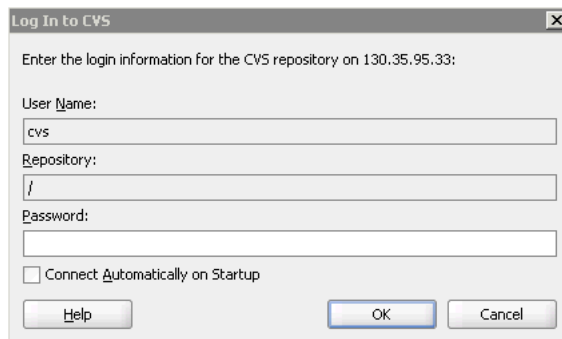 Log In to CVS
Enter the login information for the CVS repository on 130.35.95.33:
User Name:
cvs
Repository:
/
Password:
Connect Automatically on Startup
Help
OK
Cancel